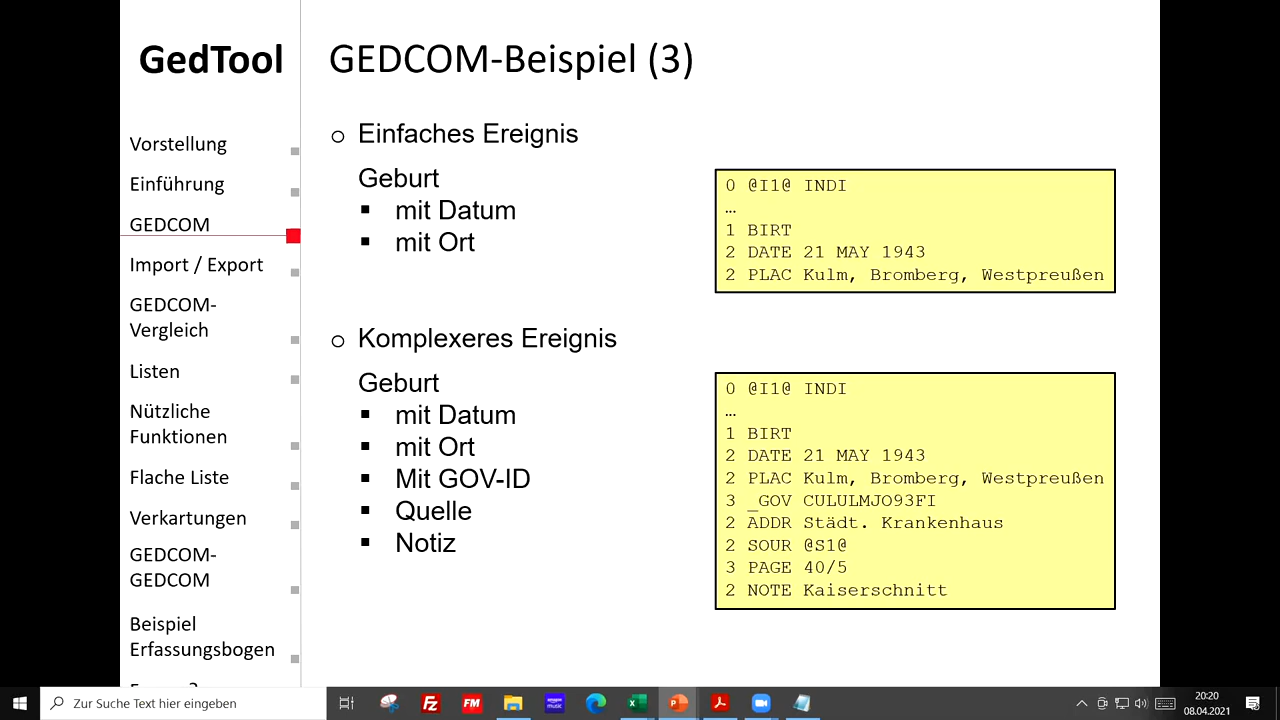 GedTool
GEDCOM-Beispiel (3)
Vorstellung
Einführung
GEDCOM
Import / Export
GEDCOM-
Vergleich
Listen
Nützliche
Funktionen
Flache Liste
Verkartungen
GEDCOM-
GEDCOM
Beispiel
Erfassungsbogen
Einfaches Ereignis
Geburt
mit Datum
mit Ort
0 @I1@ INDI
…
1 BIRT
2 DATE 21 MAY 1943
2 PLAC Kulm, Bromberg, Westpreußen
Komplexeres Ereignis
Geburt
mit Datum
mit Ort
Mit GOV-ID
Quelle
Notiz
0 @I1@ INDI
…
1 BIRT
2 DATE 21 MAY 1943
2 PLAC Kulm, Bromberg, Westpreußen
3 _GOV CULULMJO93FI
2 ADDR Städt. Krankenhaus
2 SOUR @S1@
3 PAGE 40/5
2 NOTE Kaiserschnitt
Zur Suche Text hier eingeben
FM
amazon music
20:20
08.04.2021